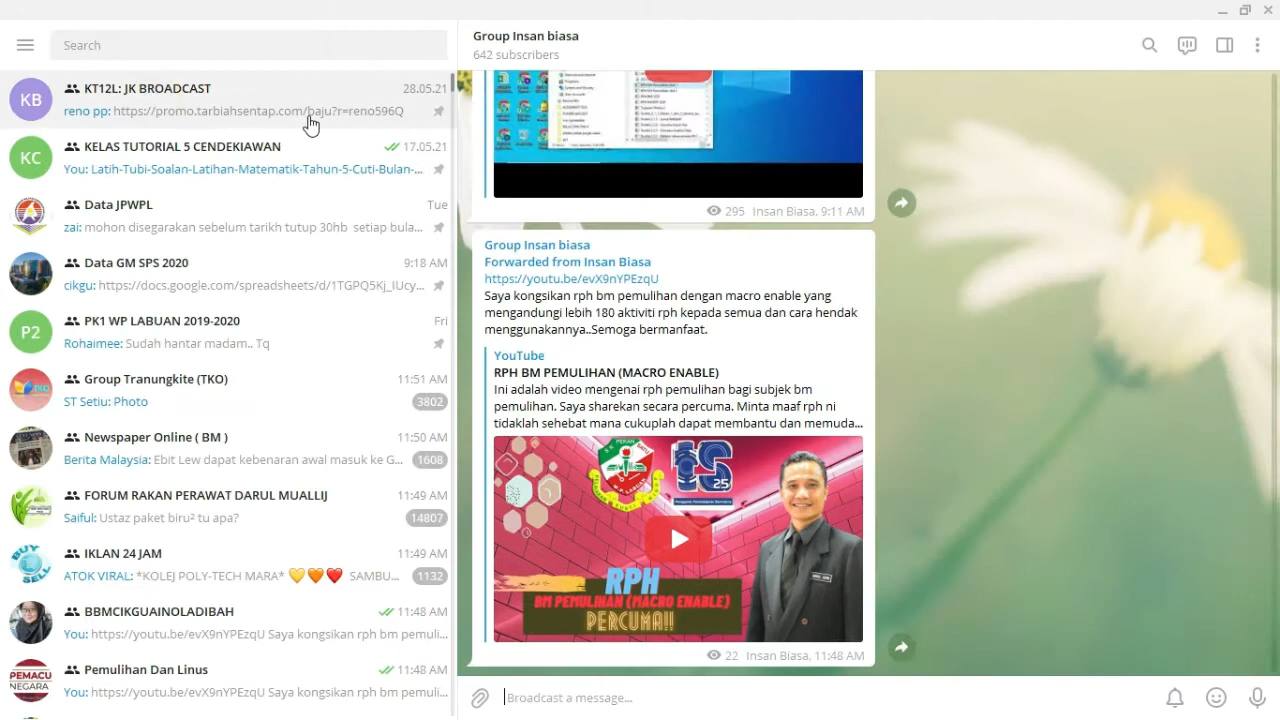 Search
KB
KT12L: JK BROADCAST
28.05.21
reno pp:
KC
KELAS TUTORIAL 5 CENDEKIAWAN
17.05.21
You: Latih-Tubi-Soalan-Latihan-Matematik-Tahun-5-Cuti-Bulan-...
Data JPWPL
Tue
zai: mohon disegarakan sebelum tarikh tutup 30hb setiap bula...
Data GM SPS 2020
9:18 AM
cikgu: https://docs.google.com/spreadsheets/d/1TGPQ5Kj_IUcy...
P2
PK1 WP LABUAN 2019-2020
Fri
Rohaimee: Sudah hantar madam.. Tq
Group Tranungkite (TKO)
11:51 AM
ST Setiu: Photo
3802
Newspaper Online ( BM )
11:50 AM
Berita Malaysia: Ebit Lew dapat kebenaran awal masuk ke G...
1608
FORUM RAKAN PERAWAT DARUL MUALLIJ
11:49 AM
Saiful: Ustaz paket biru² tu apa?
14807
BUY
SELL
IKLAN 24 JAM
11:49 AM
ATOK VIRAL: *KOLEJ POLY-TECH MARA* 💛🧡❤️ SAMBU...
1132
BBMCIKGUAINOLADIBAH
11:48 AM
You: https://youtu.be/evX9nYPEzqU Saya kongsikan rph bm pemuli...
PEMACU
NEGARA
Pemulihan Dan Linus
11:48 AM
You: https://youtu.be/evX9nYPEzqU Saya kongsikan rph bm pemuli...
Group Insan biasa
642 subscribers
295 Insan Biasa, 9:11 AM
Group Insan biasa
Forwarded from Insan Biasa
https://youtu.be/evX9nYPEzqU
Saya kongsikan rph bm pemulihan dengan macro enable yang
mengandungi lebih 180 aktiviti rph kepada semua dan cara hendak
menggunakannya..Semoga bermanfaat.
YouTube
RPH BM PEMULIHAN (MACRO ENABLE)
Ini adalah video mengenai rph pemulihan bagi subjek bm
pemulihan. Saya sharekan secara percuma. Minta maaf rph ni
tidaklah sehebat mana cukuplah dapat membantu dan memuda...
25
RPH
BM PEMULIHAN (MACRO ENABLE)
PERCUMA!!
22 Insan Biasa, 11:48 AM
Broadcast a message...